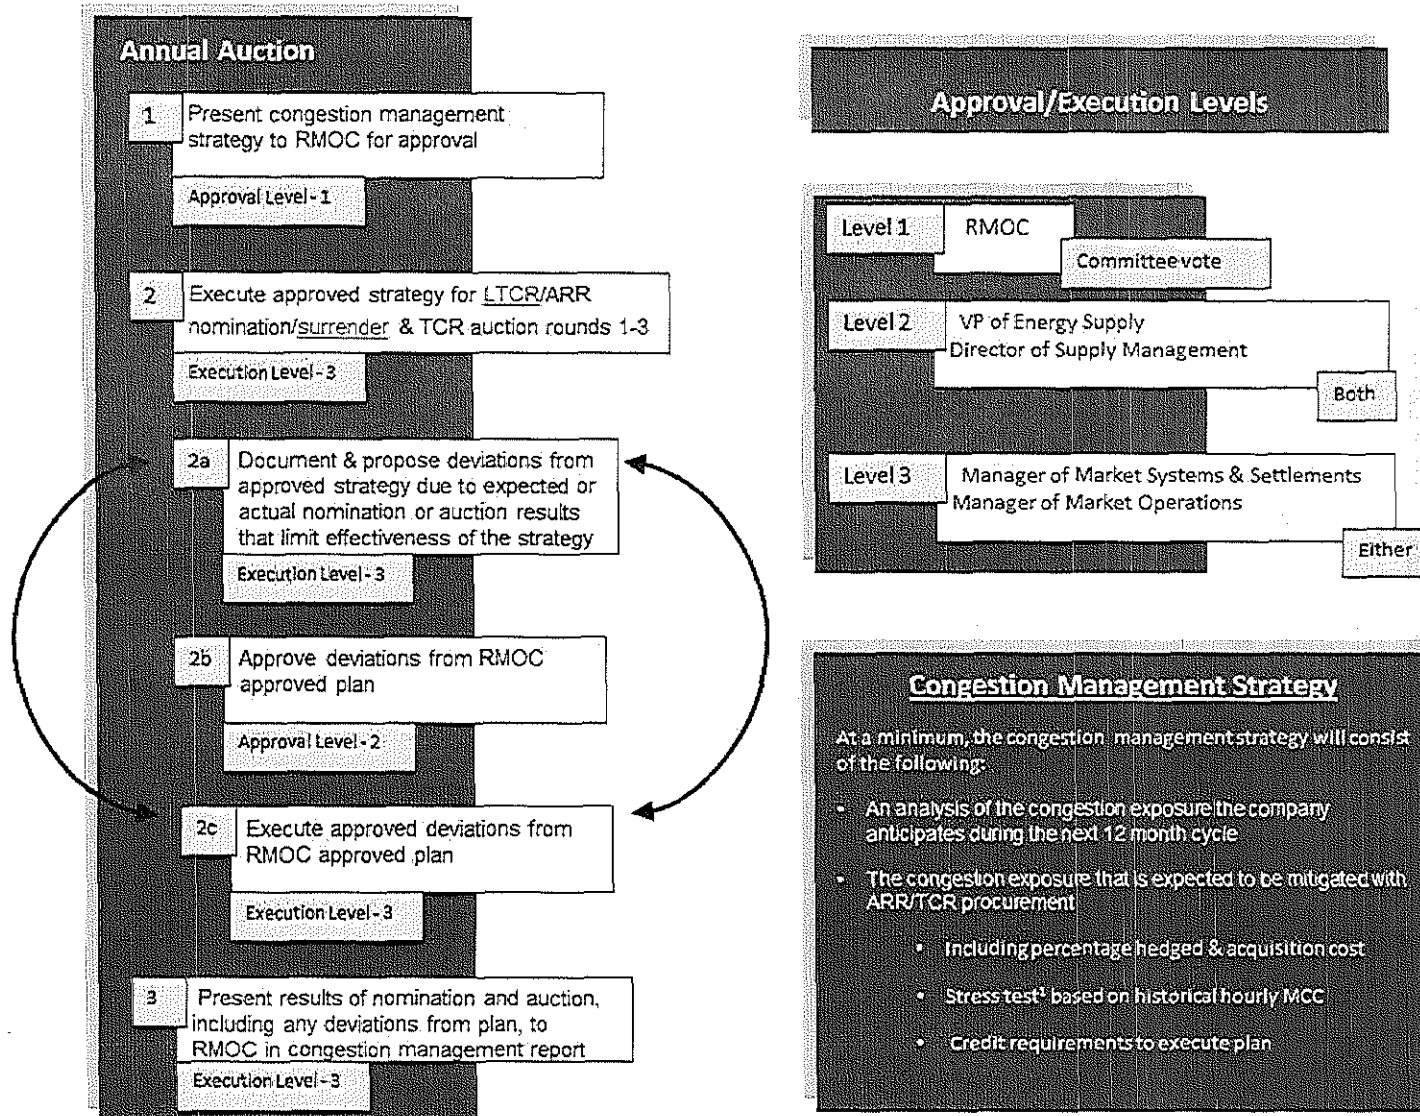 Annual Auction
1
Present congestion management
strategy to RMOC for approval
Approval Level - 1
2
Execute approved strategy for LTCR/ARR
nomination/surrender & TCR auction rounds 1-3
Execution Level - 3
2a
Document & propose deviations from
approved strategy due to expected or
actual nomination or auction results
that limit effectiveness of the strategy
Execution Level - 3
2b
Approve deviations from RMOC
approved plan
Approval Level - 2
2c
Execute approved deviations from
RMOC approved plan
Execution Level - 3
3
Present results of nomination and auction,
including any deviations from plan, to
RMOC in congestion management report
Execution Level - 3
Approval/Execution Levels
Level 1
RMOC
Committee vote
Level 2
VP of Energy Supply
Director of Supply Management
Both
Level 3
Manager of Market Systems & Settlements
Manager of Market Operations
Either
Congestion Management Strategy
At a minimum, the congestion management strategy will consist
of the following:
• An analysis of the congestion exposure the company
anticipates during the next 12 month cycle
• The congestion exposure that is expected to be mitigated with
ARR/TCR procurement
• Including percentage hedged & acquisition cost
• Stress test¹ based on historical hourly MCC
• Credit requirements to execute plan